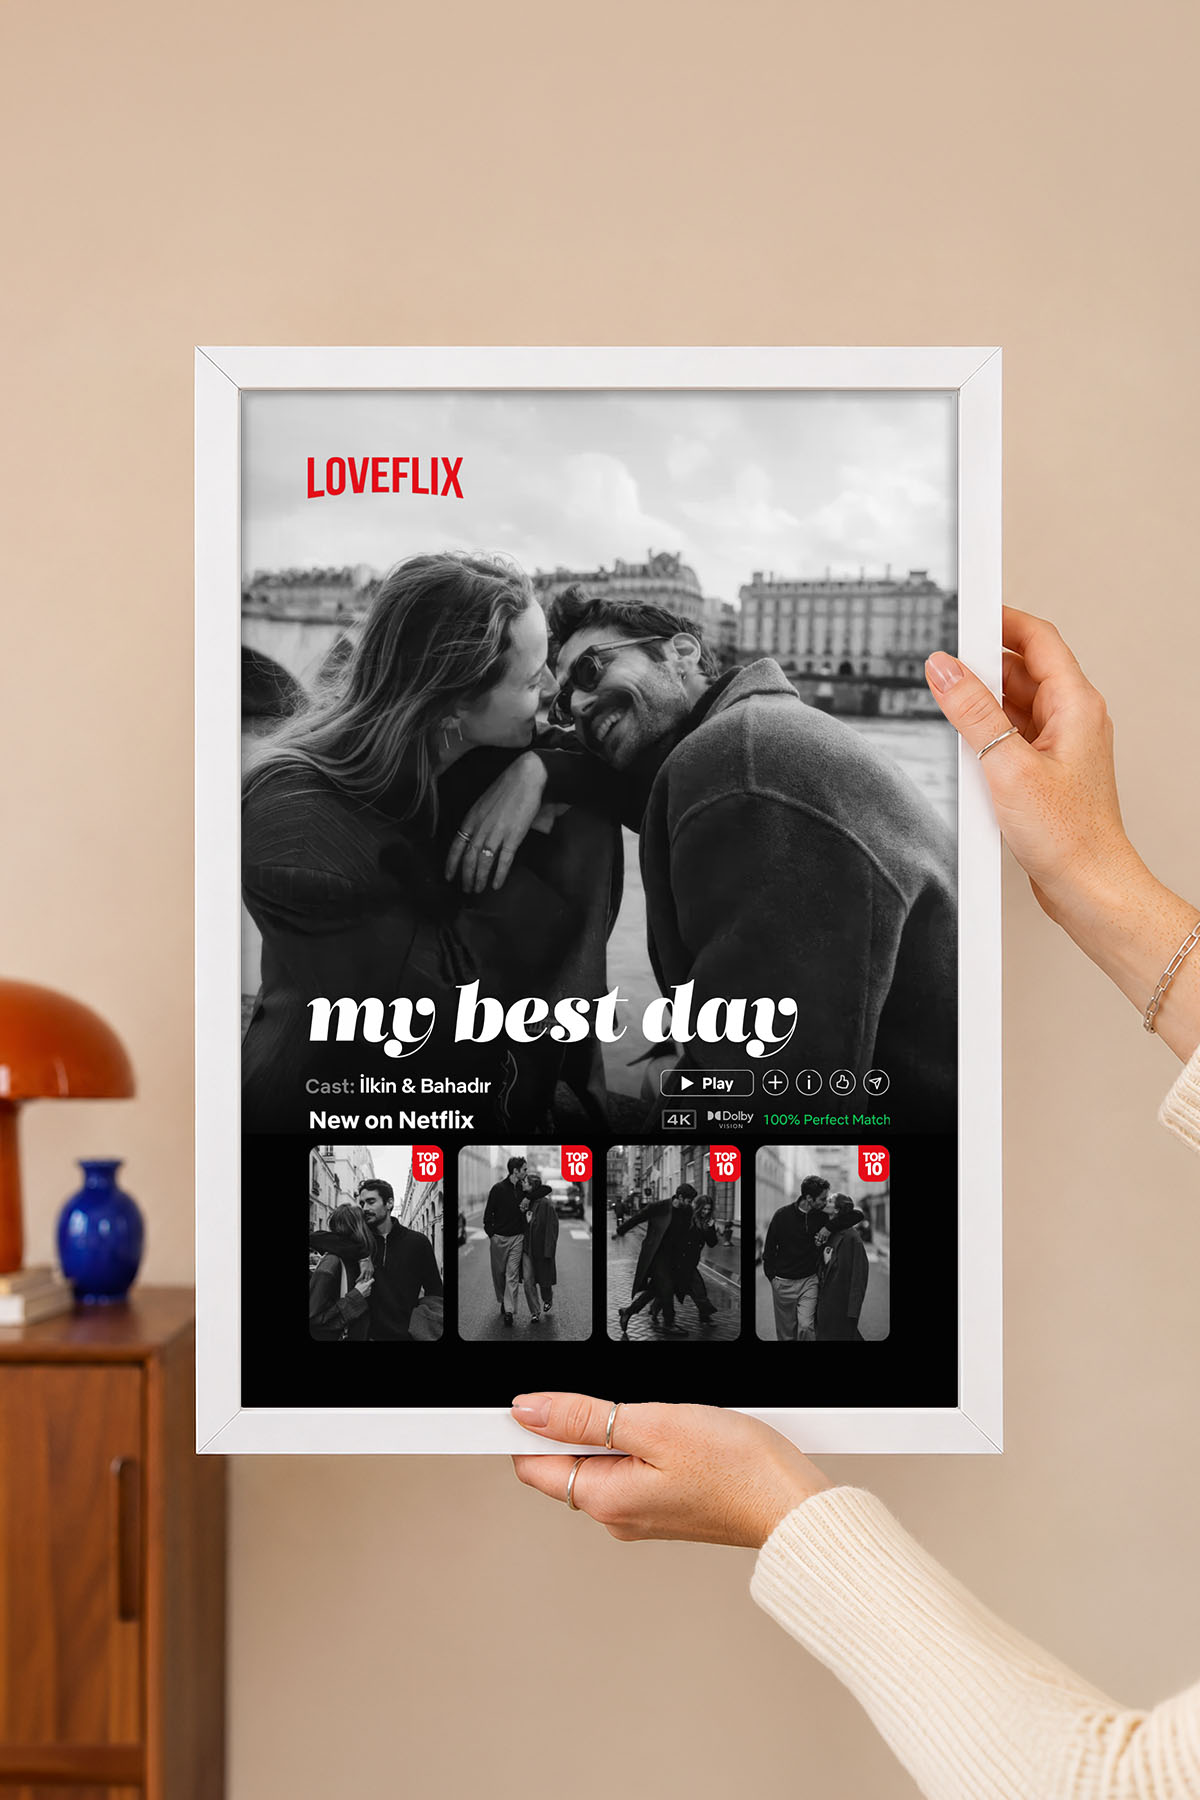 LOVEFLIX
my best day
Cast: İlkin & Bahadır
Play
New on Netflix
4K Dolby VISION 100% Perfect Match
TOP 10
TOP 10
TOP 10
TOP 10